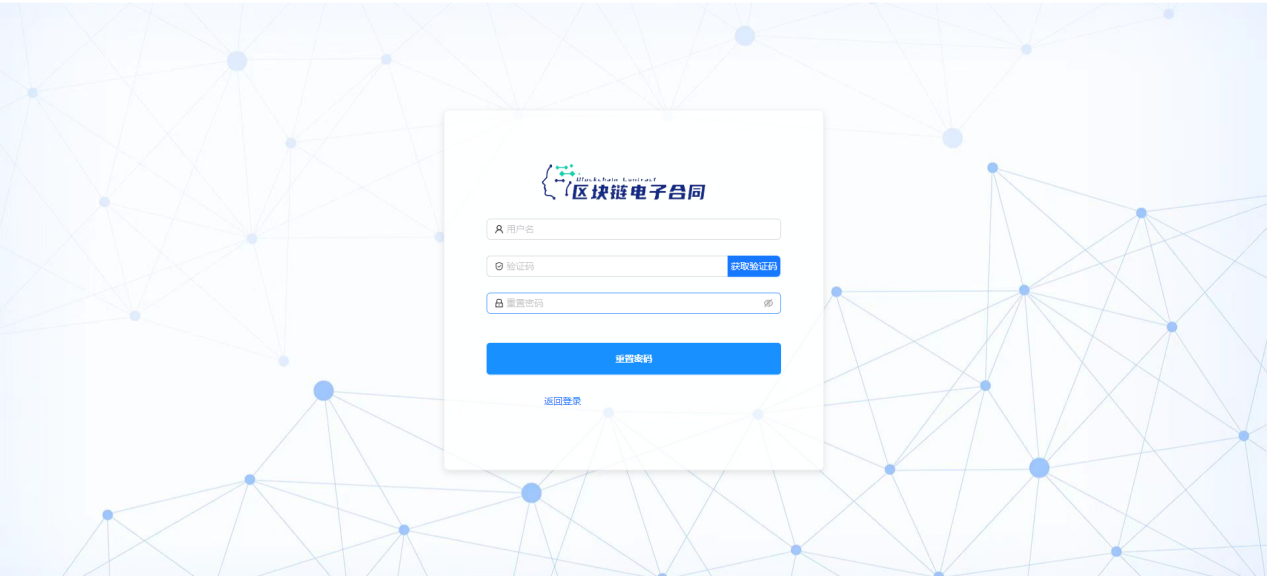 Blockchain Contract
区块链电子合同
用户名
验证码 获取验证码
重置密码
重置密码
返回登录